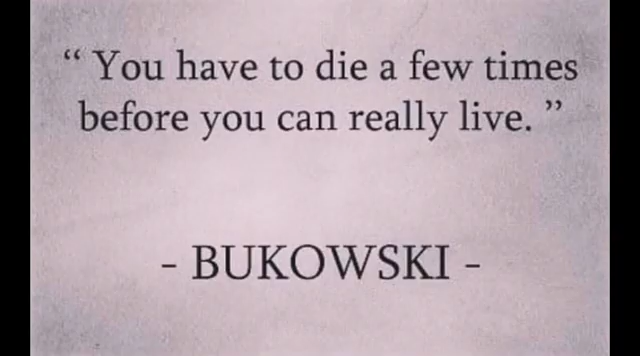 “ You have to die a few times
before you can really live. ”
- BUKOWSKI -